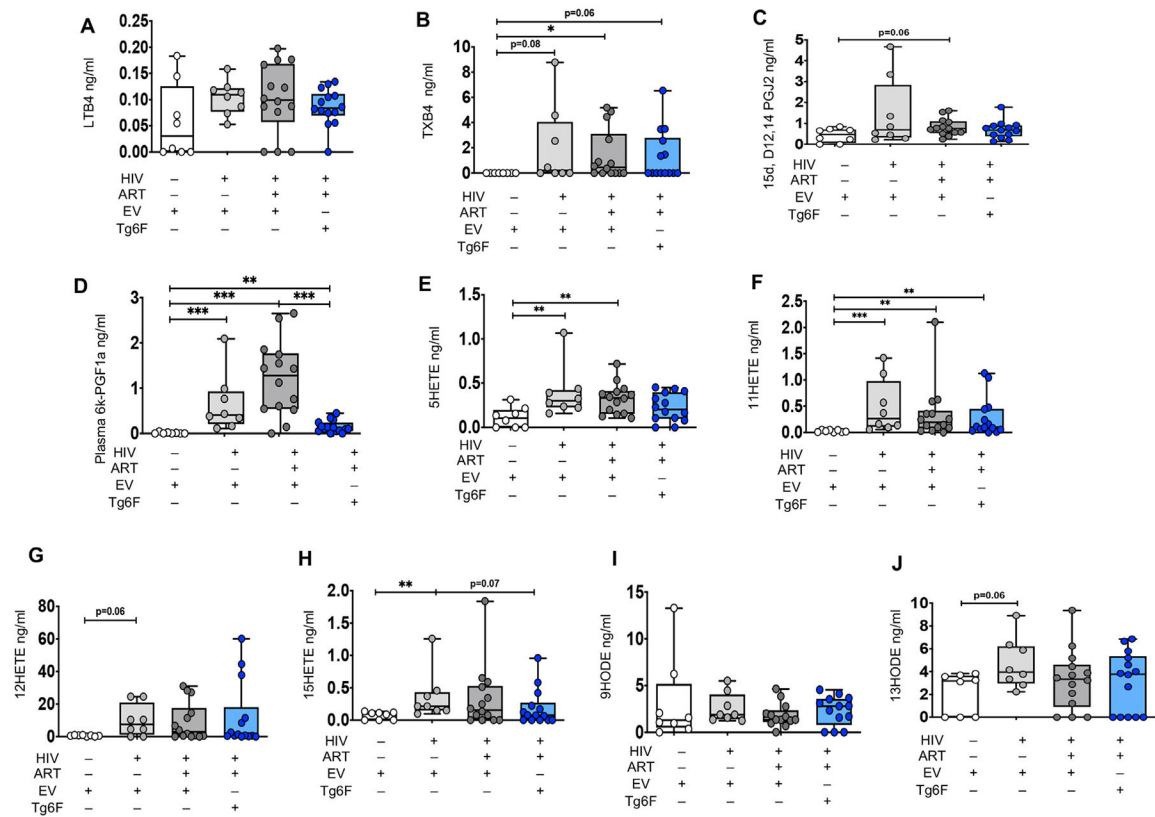 A
LTB4 ng/ml
0.25
0.20
0.15
0.10
0.05
0.00
HIV – + + +
ART – – + +
EV + + + –
Tg6F – – – +
B
TXB4 ng/ml
p=0.06
*
p=0.08
10
8
6
4
2
0
HIV – + + +
ART – – + +
EV + + + –
Tg6F – – – +
C
15d, D12,14 PGJ2 ng/ml
p=0.06
5
4
3
2
1
0
HIV – + + +
ART – – + +
EV + + + –
Tg6F – – – +
D
Plasma 6k-PGF1a ng/ml
**
*** ***
***
3
2
1
0
HIV – + + +
ART – – + +
EV + + + –
Tg6F – – – +
E
5HETE ng/ml
**
**
1.5
1.0
0.5
0.0
HIV – + + +
ART – – + +
EV + + + –
Tg6F – – – +
F
11HETE ng/ml
**
**
***
2.5
2.0
1.5
1.0
0.5
0.0
HIV – + + +
ART – – + +
EV + + + –
Tg6F – – – +
G
12HETE ng/ml
p=0.06
80
60
40
20
0
HIV – + + +
ART – – + +
EV + + + –
Tg6F – – – +
H
15HETE ng/ml
** p=0.07
2.0
1.5
1.0
0.5
0.0
HIV – + + +
ART – – + +
EV + + + –
Tg6F – – – +
I
9HODE ng/ml
15
10
5
0
HIV – + + +
ART – – + +
EV + + + –
Tg6F – – – +
J
13HODE ng/ml
p=0.06
10
8
6
4
2
0
HIV – + + +
ART – – + +
EV + + + –
Tg6F – – – +